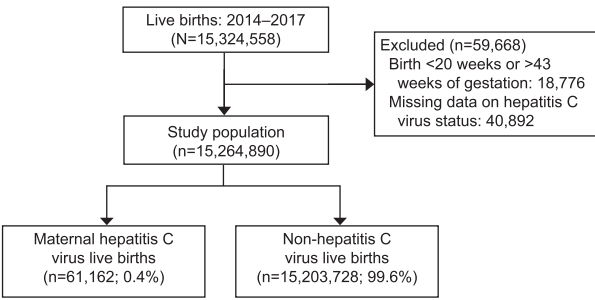 Live births: 2014–2017
(N=15,324,558)
Excluded (n=59,668)
Birth <20 weeks or >43
weeks of gestation: 18,776
Missing data on hepatitis C
virus status: 40,892
Study population
(n=15,264,890)
Maternal hepatitis C
virus live births
(n=61,162; 0.4%)
Non-hepatitis C
virus live births
(n=15,203,728; 99.6%)